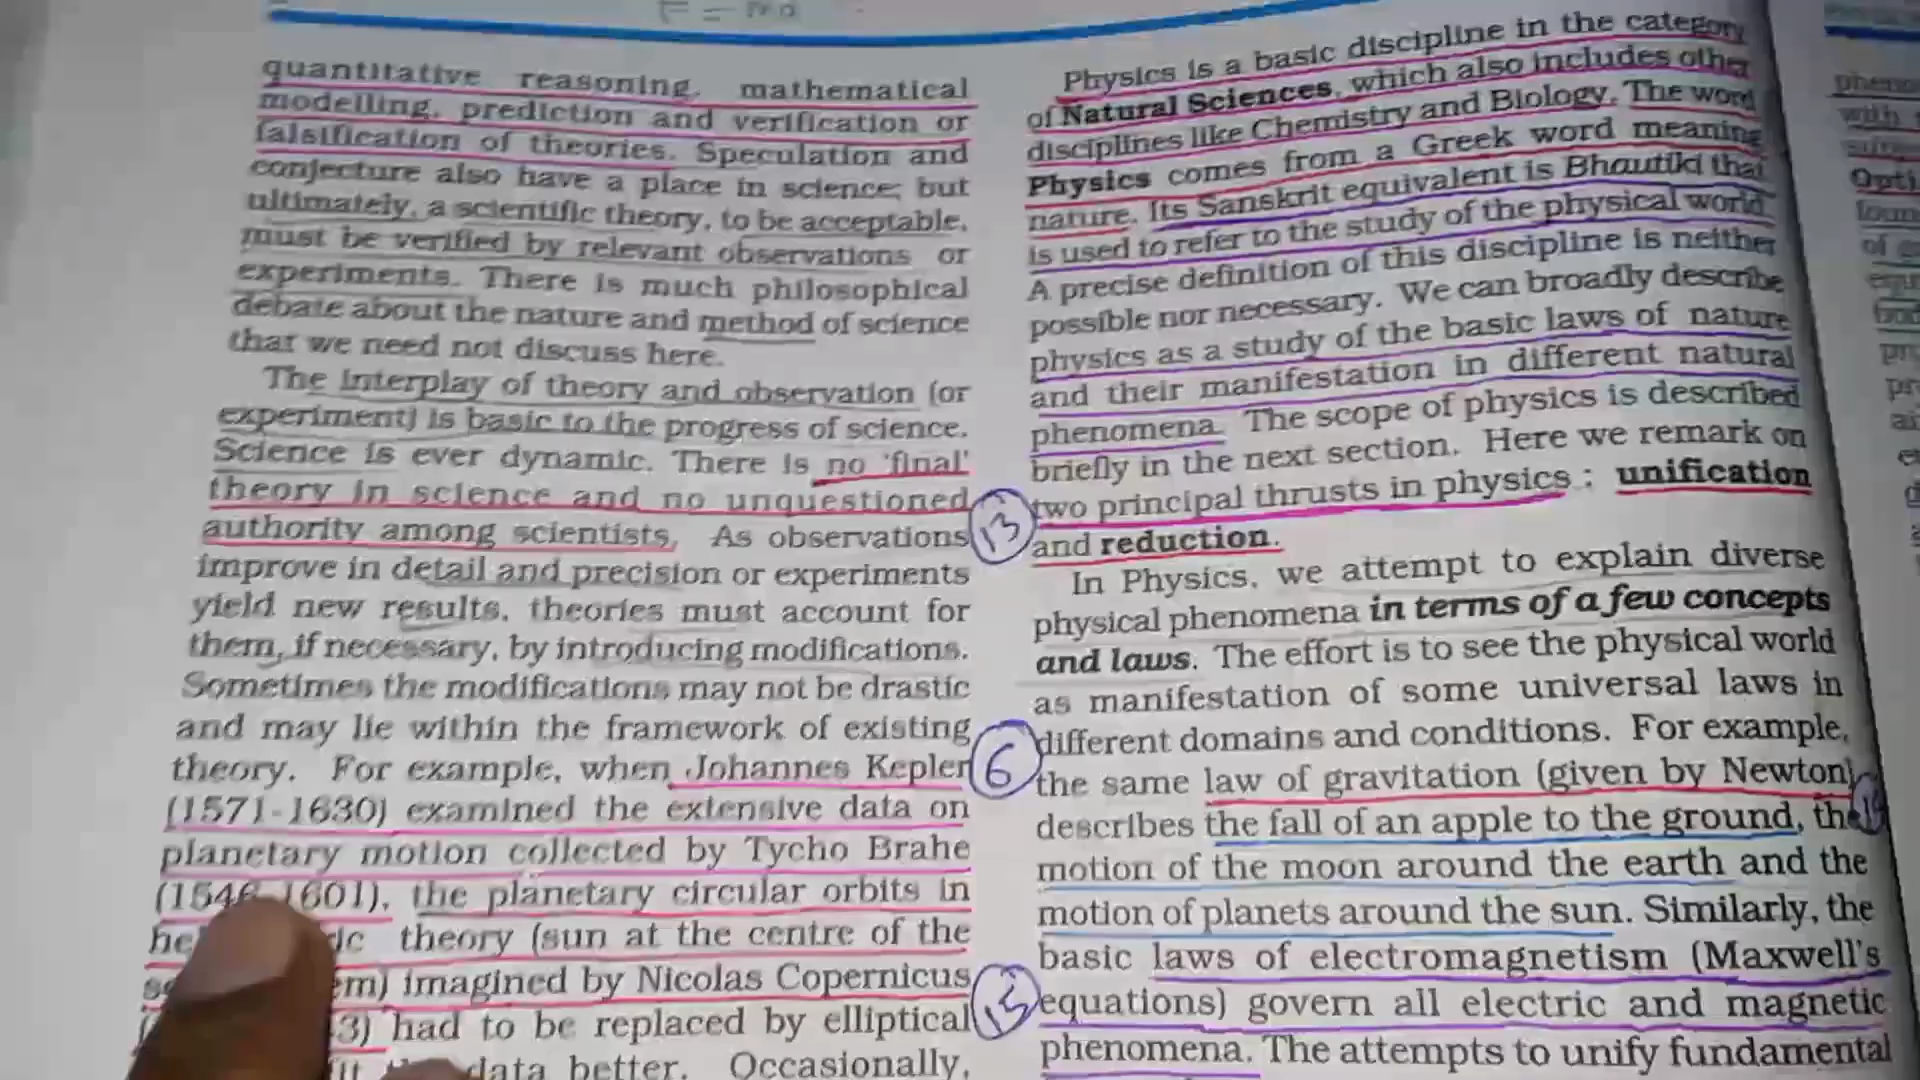 F = ma
quantitative reasoning, mathematical
modelling, prediction and verification or
falsification of theories. Speculation and
conjecture also have a place in science; but
ultimately, a scientific theory, to be acceptable,
must be verified by relevant observations or
experiments. There is much philosophical
debate about the nature and method of science
that we need not discuss here.
The interplay of theory and observation (or
experiment) is basic to the progress of science.
Science is ever dynamic. There is no 'final'
theory in science and no unquestioned
authority among scientists. As observations
improve in detail and precision or experiments
yield new results, theories must account for
them, if necessary, by introducing modifications.
Sometimes the modifications may not be drastic
and may lie within the framework of existing
theory. For example, when Johannes Kepler
(1571-1630) examined the extensive data on
planetary motion collected by Tycho Brahe
(1546-1601), the planetary circular orbits in
theory (sun at the centre of the
imagined by Nicolas Copernicus
had to be replaced by elliptical
data better. Occasionally,
Physics is a basic discipline in the category
of Natural Sciences, which also includes other
disciplines like Chemistry and Biology. The word
Physics comes from a Greek word meaning
nature. Its Sanskrit equivalent is Bhautiki that
is used to refer to the study of the physical world.
A precise definition of this discipline is neither
possible nor necessary. We can broadly describe
physics as a study of the basic laws of nature
and their manifestation in different natural
phenomena. The scope of physics is described
briefly in the next section. Here we remark on
13 two principal thrusts in physics : unification
and reduction.
In Physics, we attempt to explain diverse
physical phenomena in terms of a few concepts
and laws. The effort is to see the physical world
as manifestation of some universal laws in
different domains and conditions. For example,
6 the same law of gravitation (given by Newton)
describes the fall of an apple to the ground, the
motion of the moon around the earth and the
motion of planets around the sun. Similarly, the
basic laws of electromagnetism (Maxwell's
15 equations) govern all electric and magnetic
phenomena. The attempts to unify fundamental